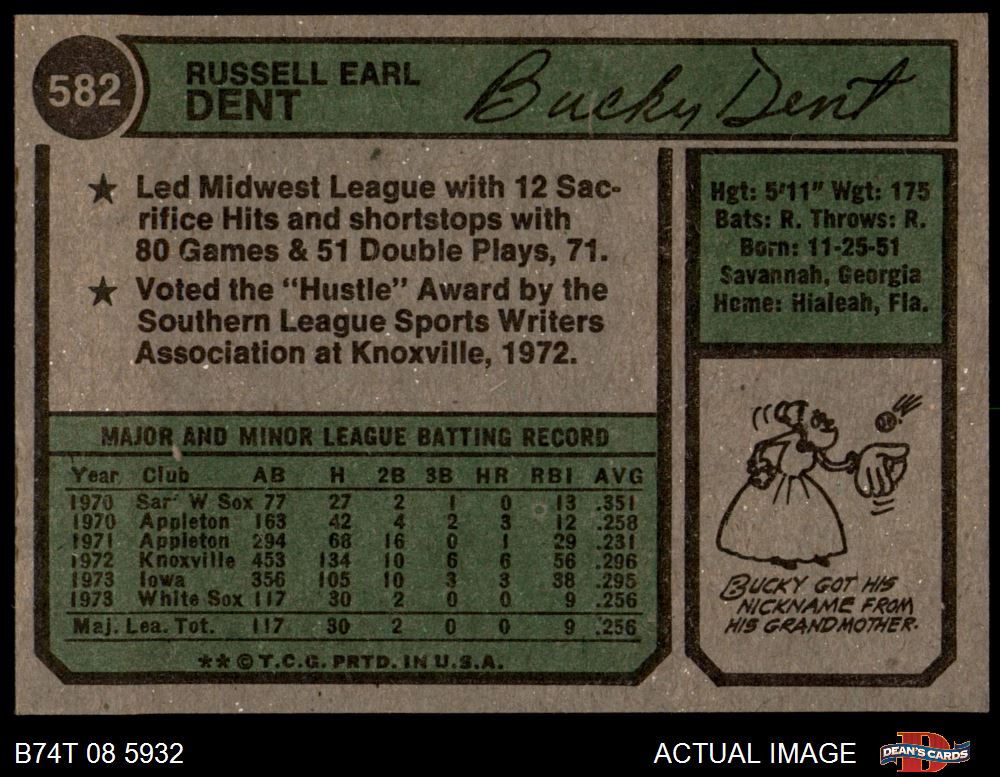 582
RUSSELL EARL
DENT
Bucky Dent
★ Led Midwest League with 12 Sac-
rifice Hits and shortstops with
80 Games & 51 Double Plays, 71.
★ Voted the "Hustle" Award by the
Southern League Sports Writers
Association at Knoxville, 1972.
Hgt: 5'11" Wgt: 175
Bats: R. Throws: R.
Born: 11-25-51
Savannah, Georgia
Home: Hialeah, Fla.
MAJOR AND MINOR LEAGUE BATTING RECORD
Year Club AB H 2B 3B HR RBI AVG
1970 Sar' W Sox 77 27 2 1 0 13 .351
1970 Appleton 163 42 4 2 3 12 .258
1971 Appleton 294 68 16 0 1 29 .231
1972 Knoxville 453 134 10 6 6 56 .296
1973 Iowa 356 105 10 3 3 38 .295
1973 White Sox 117 30 2 0 0 9 .256
Maj. Lea. Tot. 117 30 2 0 0 9 .256
**© T.C.G. PRTD. IN U.S.A.
BUCKY GOT HIS
NICKNAME FROM
HIS GRANDMOTHER.
B74T 08 5932
ACTUAL IMAGE
D
DEAN'S CARDS